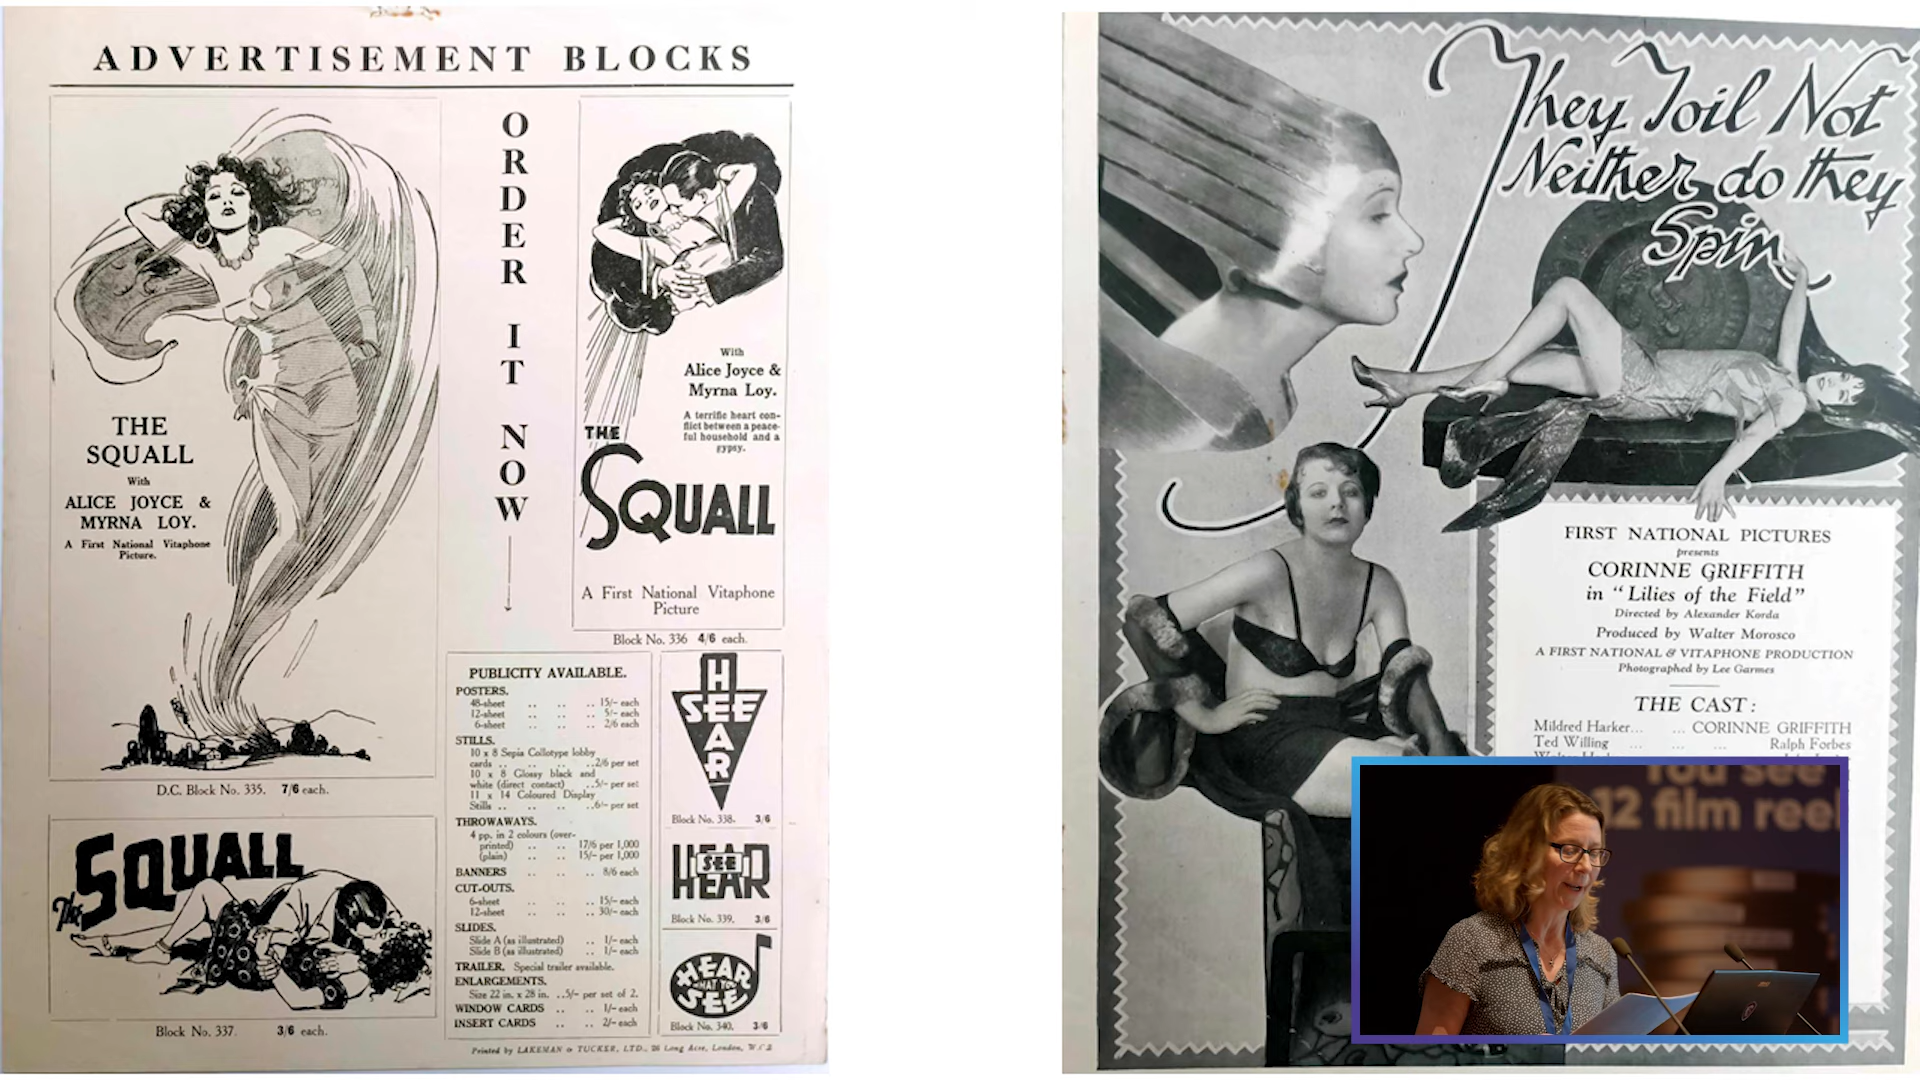 ADVERTISEMENT BLOCKS
THE
SQUALL
With
ALICE JOYCE &
MYRNA LOY.
A First National Vitaphone
Picture.
D.C. Block No. 335. 7/6 each.
The SQUALL
Block No. 337. 3/6 each.
ORDER
IT
NOW
With
Alice Joyce &
Myrna Loy.
A terrific heart con-
flict between a peace-
ful household and a
gypsy.
THE
SQUALL
A First National Vitaphone
Picture
Block No. 336 4/6 each.
PUBLICITY AVAILABLE.
POSTERS.
48-sheet .. .. .. 15/- each
12-sheet .. .. .. 5/- each
6-sheet .. .. .. 2/6 each
STILLS.
10 x 8 Sepia Collotype lobby
cards .. .. .. ..2/6 per set
10 x 8 Glossy black and
white (direct contact) ..5/- per set
11 x 14 Coloured Display
Stills .. .. .. ..6/- per set
THROWAWAYS.
4 pp. in 2 colours (over-
printed) .. .. 17/6 per 1,000
(plain) .. .. 15/- per 1,000
BANNERS .. .. .. 8/6 each
CUT-OUTS.
6-sheet .. .. .. 15/- each
12-sheet .. .. .. 30/- each
SLIDES.
Slide A (as illustrated) .. 1/- each
Slide B (as illustrated) .. 1/- each
TRAILER. Special trailer available.
ENLARGEMENTS.
Size 22 in. x 28 in. ..5/- per set of 2.
WINDOW CARDS .. 1/- each
INSERT CARDS .. 2/- each
HEAR
SEE
Block No. 338. 3/6
HEAR
SEE
Block No. 339. 3/6
HEAR
WHAT YOU
SEE
Block No. 340. 3/6
Printed by LAKEMAN & TUCKER, LTD., 26 Long Acre, London, W.C.2
They Toil Not
Neither do they
Spin
FIRST NATIONAL PICTURES
presents
CORINNE GRIFFITH
in "Lilies of the Field"
Directed by Alexander Korda
Produced by Walter Morosco
A FIRST NATIONAL & VITAPHONE PRODUCTION
Photographed by Lee Garmes
THE CAST:
Mildred Harker... ... CORINNE GRIFFITH
Ted Willing ... ... ... Ralph Forbes
You see
12 film ree